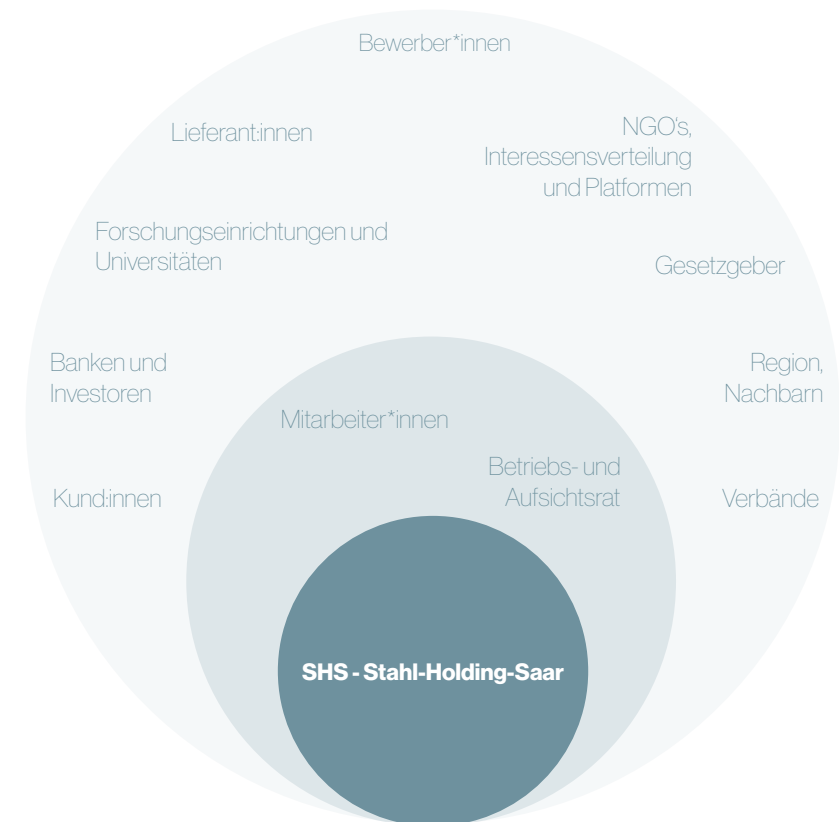 Bewerber*innen
Lieferant:innen
NGO's,
Interessensverteilung
und Platformen
Forschungseinrichtungen und
Universitäten
Gesetzgeber
Banken und
Investoren
Region,
Nachbarn
Mitarbeiter*innen
Betriebs- und
Aufsichtsrat
Kund:innen
Verbände
SHS - Stahl-Holding-Saar